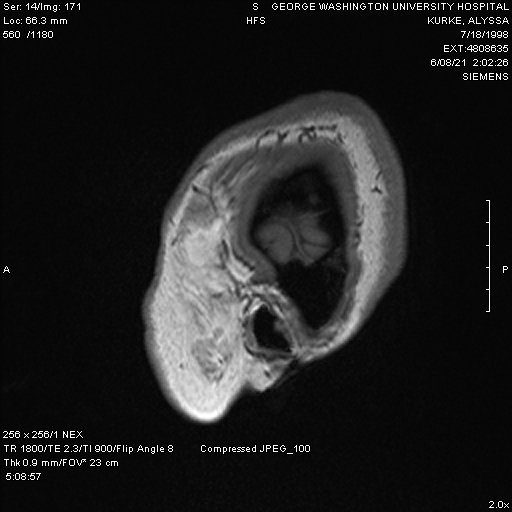 Ser: 14/Img: 171
Loc: 66.3 mm
560 /1180
S
HFS
GEORGE WASHINGTON UNIVERSITY HOSPITAL
KURKE, ALYSSA
7/18/1998
EXT:4808635
6/08/21 2:02:26
SIEMENS
A
P
256 x 256/1 NEX
TR 1800/TE 2.3/TI 900/Flip Angle 8
Compressed JPEG_100
Thk 0.9 mm/FOV* 23 cm
5:08:57
2.0x